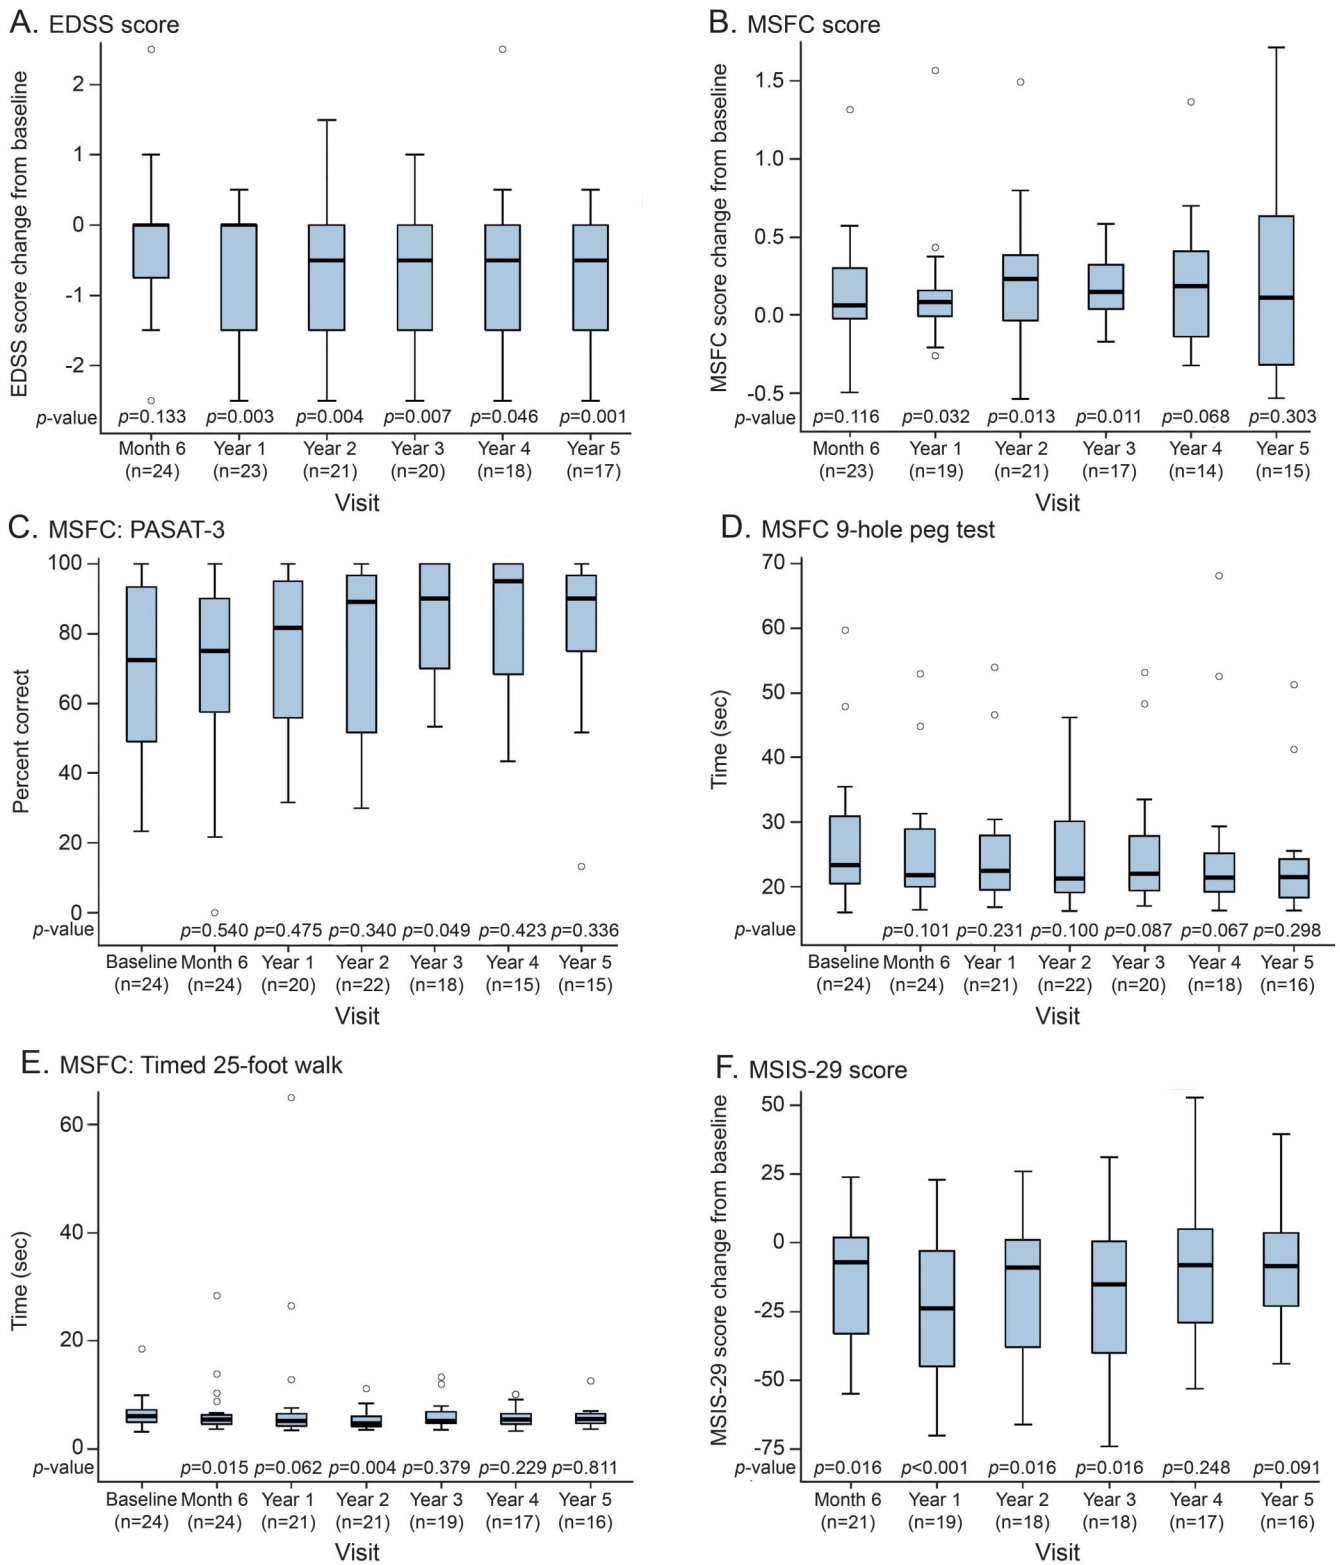 A. EDSS score
EDSS score change from baseline
2
1
0
-1
-2
p-value
p=0.133 p=0.003 p=0.004 p=0.007 p=0.046 p=0.001
Month 6 Year 1 Year 2 Year 3 Year 4 Year 5
(n=24) (n=23) (n=21) (n=20) (n=18) (n=17)
Visit
B. MSFC score
MSFC score change from baseline
1.5
1.0
0.5
0.0
-0.5
p-value
p=0.116 p=0.032 p=0.013 p=0.011 p=0.068 p=0.303
Month 6 Year 1 Year 2 Year 3 Year 4 Year 5
(n=23) (n=19) (n=21) (n=17) (n=14) (n=15)
Visit
C. MSFC: PASAT-3
Percent correct
100
80
60
40
20
0
p-value
p=0.540 p=0.475 p=0.340 p=0.049 p=0.423 p=0.336
Baseline Month 6 Year 1 Year 2 Year 3 Year 4 Year 5
(n=24) (n=24) (n=20) (n=22) (n=18) (n=15) (n=15)
Visit
D. MSFC 9-hole peg test
Time (sec)
70
60
50
40
30
20
p-value
p=0.101 p=0.231 p=0.100 p=0.087 p=0.067 p=0.298
Baseline Month 6 Year 1 Year 2 Year 3 Year 4 Year 5
(n=24) (n=24) (n=21) (n=22) (n=20) (n=18) (n=16)
Visit
E. MSFC: Timed 25-foot walk
Time (sec)
60
40
20
0
p-value
p=0.015 p=0.062 p=0.004 p=0.379 p=0.229 p=0.811
Baseline Month 6 Year 1 Year 2 Year 3 Year 4 Year 5
(n=24) (n=24) (n=21) (n=21) (n=19) (n=17) (n=16)
Visit
F. MSIS-29 score
MSIS-29 score change from baseline
50
25
0
-25
-50
-75
p-value
p=0.016 p<0.001 p=0.016 p=0.016 p=0.248 p=0.091
Month 6 Year 1 Year 2 Year 3 Year 4 Year 5
(n=21) (n=19) (n=18) (n=18) (n=17) (n=16)
Visit